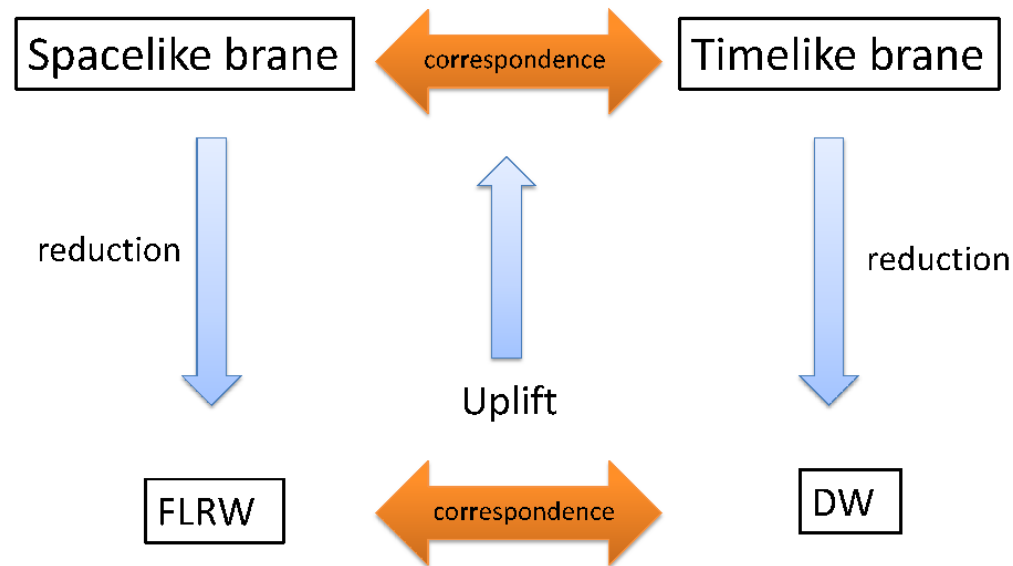 Spacelike brane
correspondence
Timelike brane
reduction
reduction
Uplift
FLRW
correspondence
DW